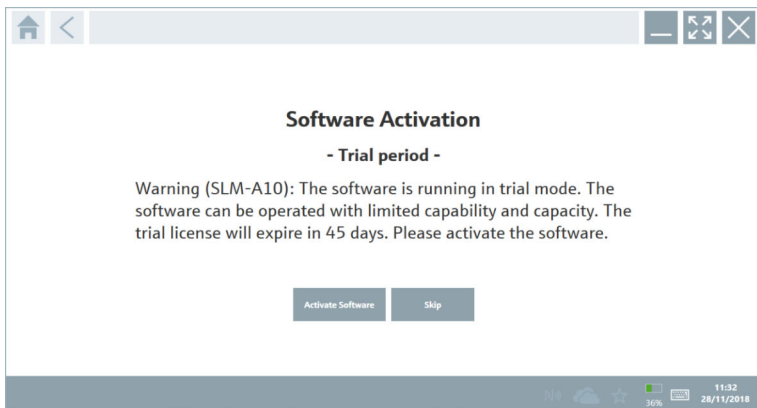 Software Activation
- Trial period -
Warning (SLM-A10): The software is running in trial mode. The
software can be operated with limited capability and capacity. The
trial license will expire in 45 days. Please activate the software.
Activate Software Skip
36% 11:32
28/11/2018